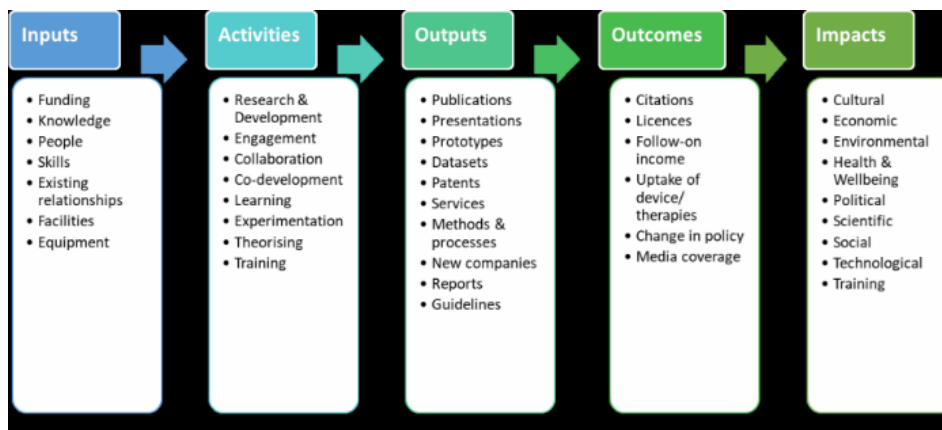 Inputs
• Funding
• Knowledge
• People
• Skills
• Existing
relationships
• Facilities
• Equipment
Activities
• Research &
Development
• Engagement
• Collaboration
• Co-development
• Learning
• Experimentation
• Theorising
• Training
Outputs
• Publications
• Presentations
• Prototypes
• Datasets
• Patents
• Services
• Methods &
processes
• New companies
• Reports
• Guidelines
Outcomes
• Citations
• Licences
• Follow-on
income
• Uptake of
device/
therapies
• Change in policy
• Media coverage
Impacts
• Cultural
• Economic
• Environmental
• Health &
Wellbeing
• Political
• Scientific
• Social
• Technological
• Training